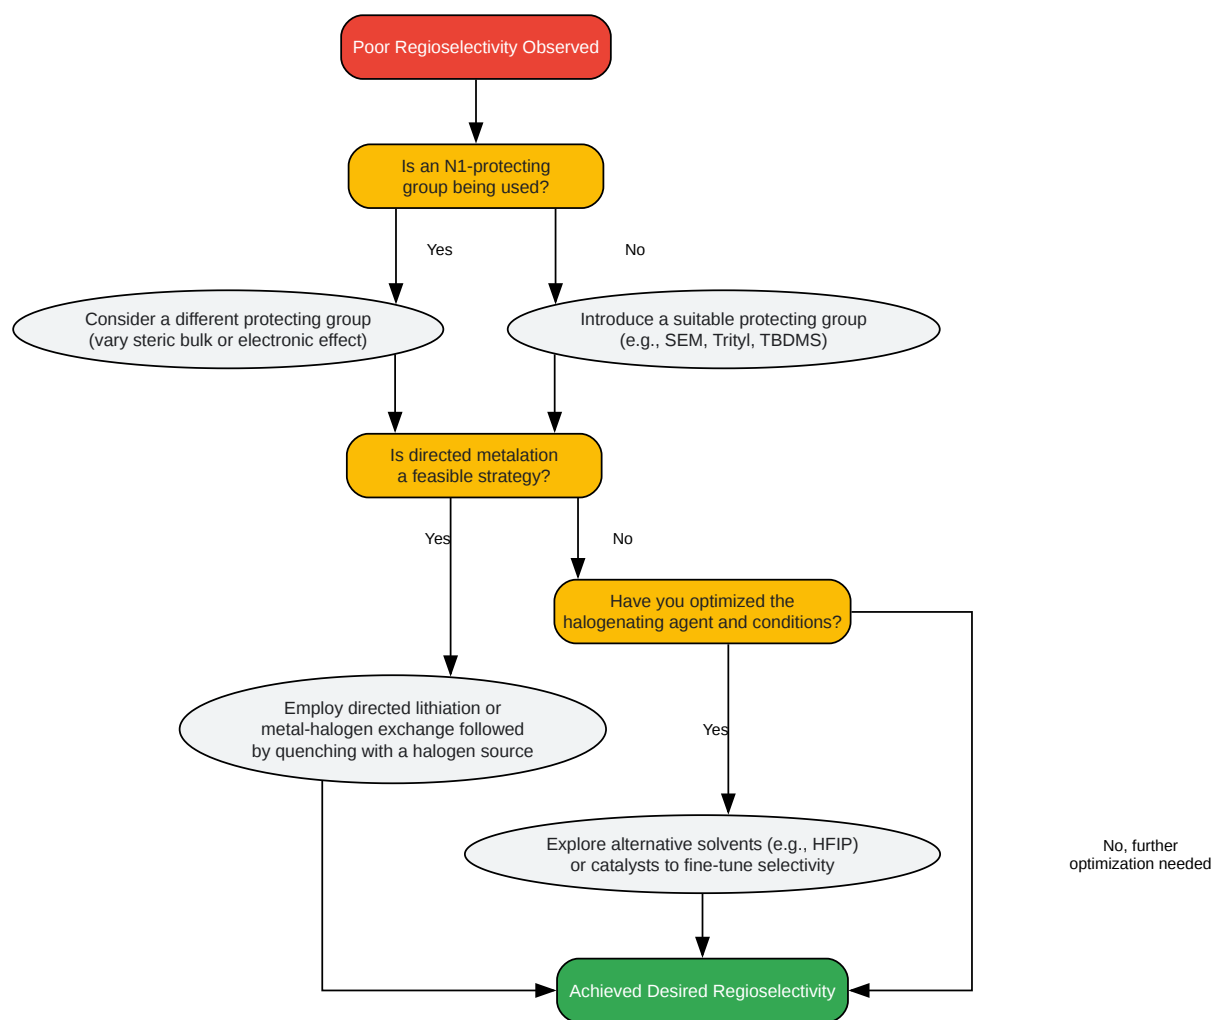 Poor Regioselectivity Observed
Is an N1-protecting
group being used?
Yes
No
Consider a different protecting group
(vary steric bulk or electronic effect)
Introduce a suitable protecting group
(e.g., SEM, Trityl, TBDMS)
Is directed metalation
a feasible strategy?
Yes
No
Have you optimized the
halogenating agent and conditions?
Employ directed lithiation or
metal-halogen exchange followed
by quenching with a halogen source
Yes
Explore alternative solvents (e.g., HFIP)
or catalysts to fine-tune selectivity
No, further
optimization needed
Achieved Desired Regioselectivity